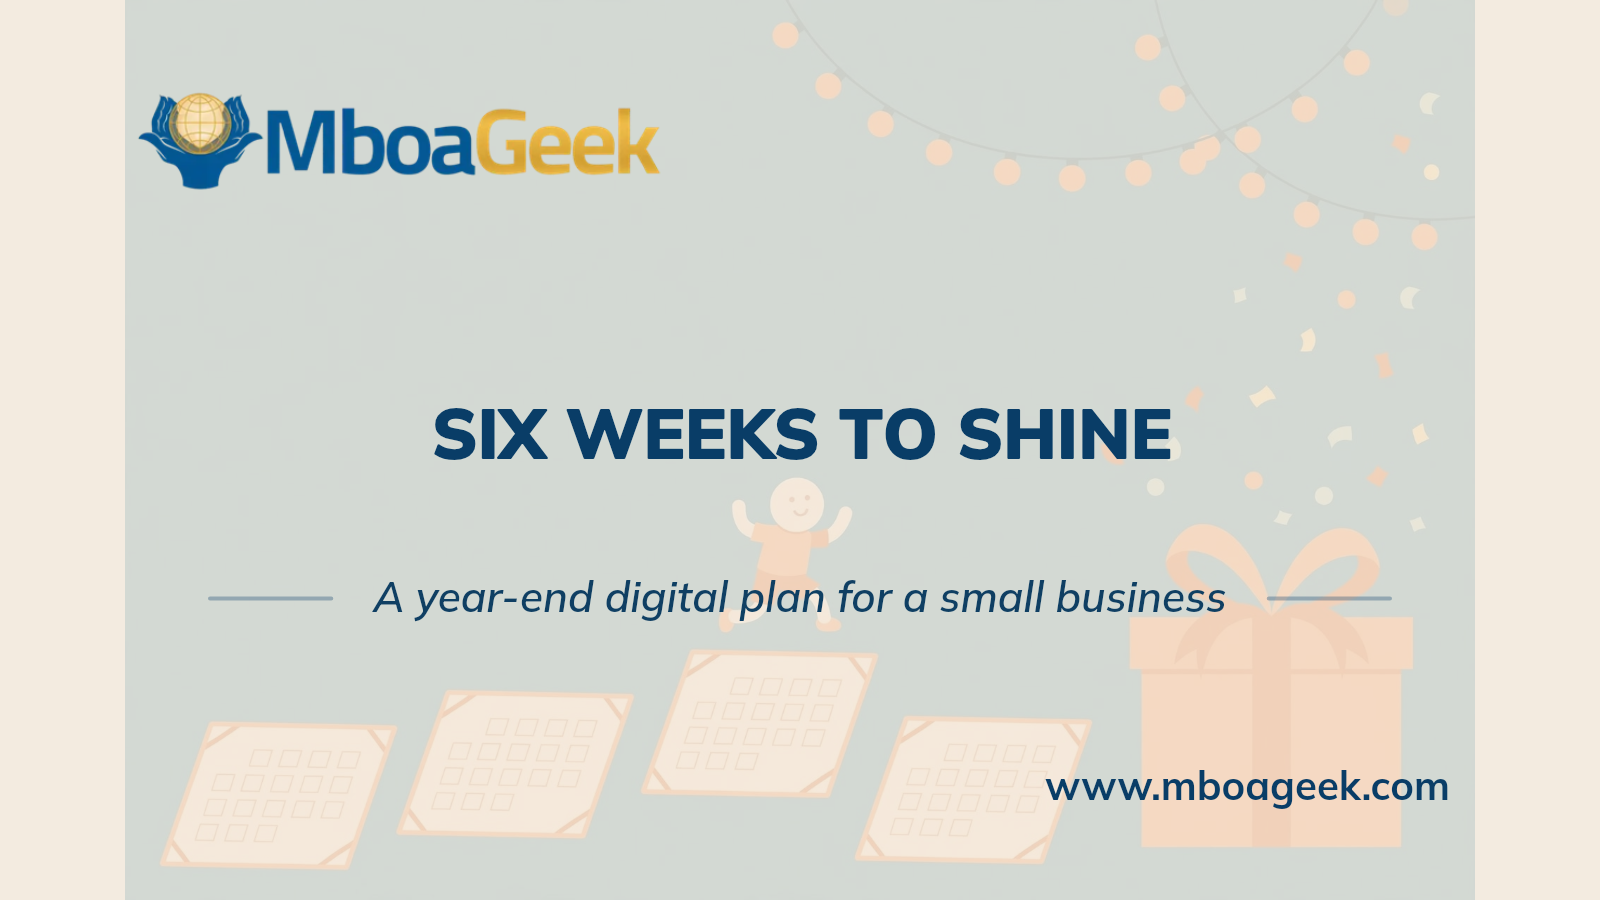 MboaGeek
SIX WEEKS TO SHINE
A year-end digital plan for a small business
www.mboageek.com